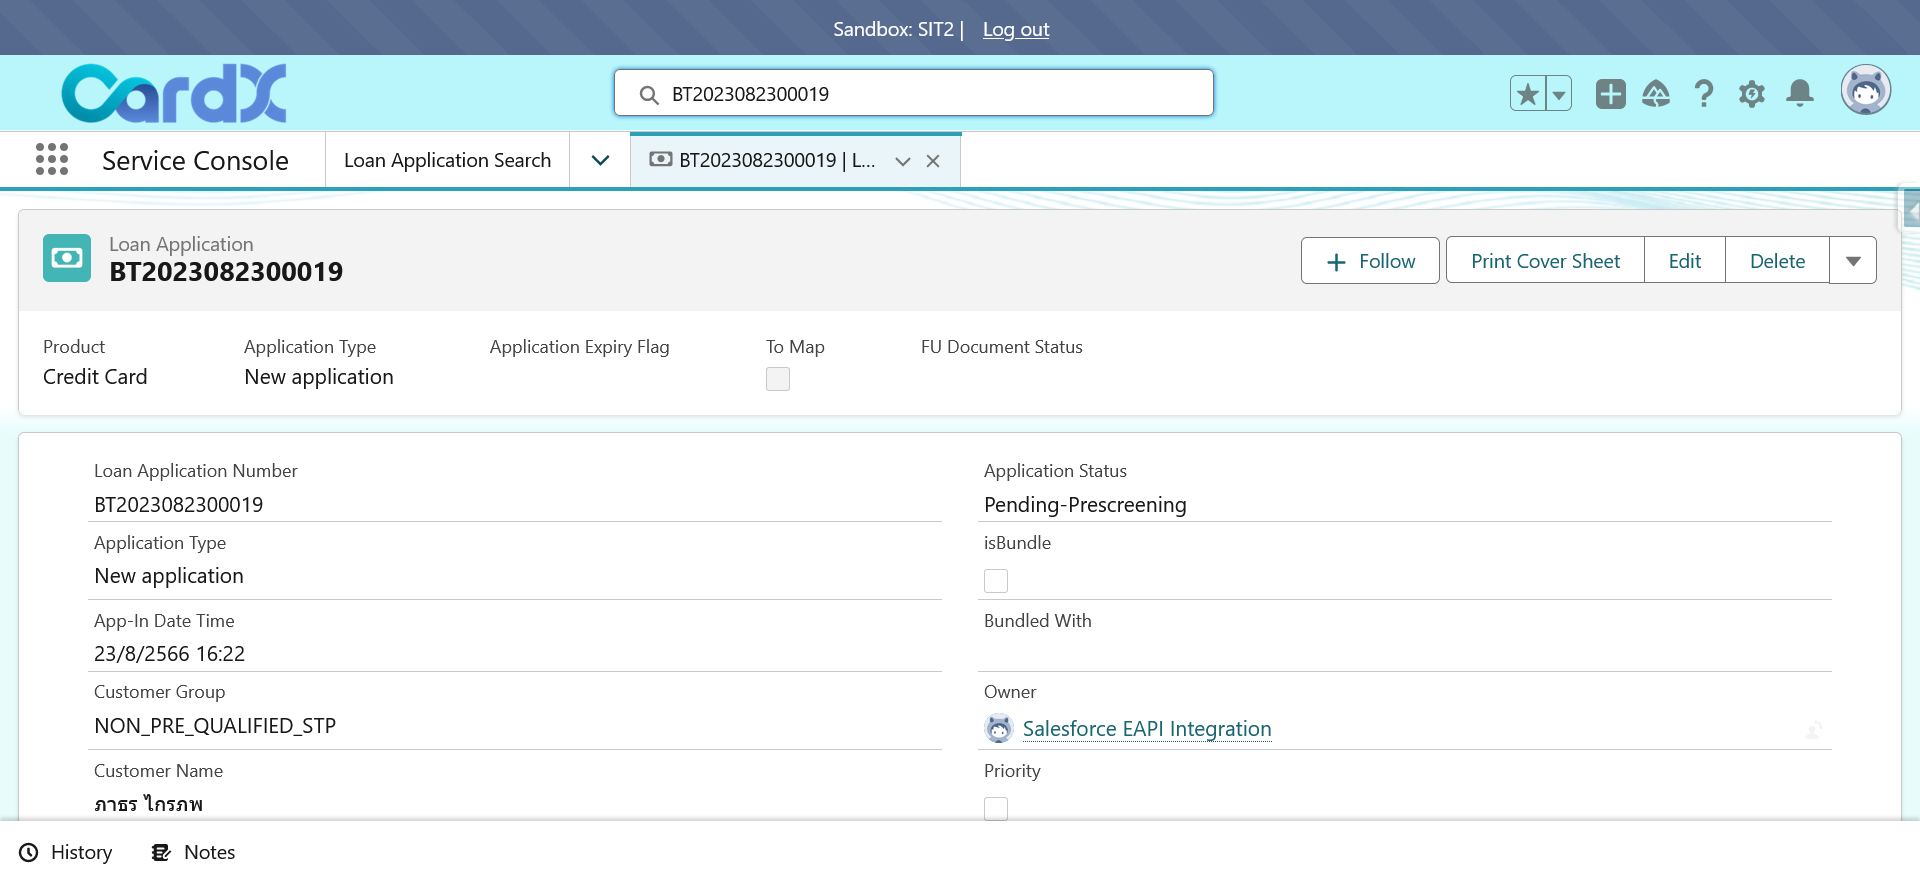 Sandbox: SIT2 | Log out
CardX
BT2023082300019
Service Console
Loan Application Search
BT2023082300019 | L...
Loan Application
BT2023082300019
Follow
Print Cover Sheet
Edit
Delete
Product
Application Type
Application Expiry Flag
To Map
FU Document Status
Credit Card
New application
Loan Application Number
BT2023082300019
Application Status
Pending-Prescreening
Application Type
New application
isBundle
App-In Date Time
23/8/2566 16:22
Bundled With
Customer Group
NON_PRE_QUALIFIED_STP
Owner
Salesforce EAPI Integration
Customer Name
ภาธร ไกรภพ
Priority
History
Notes